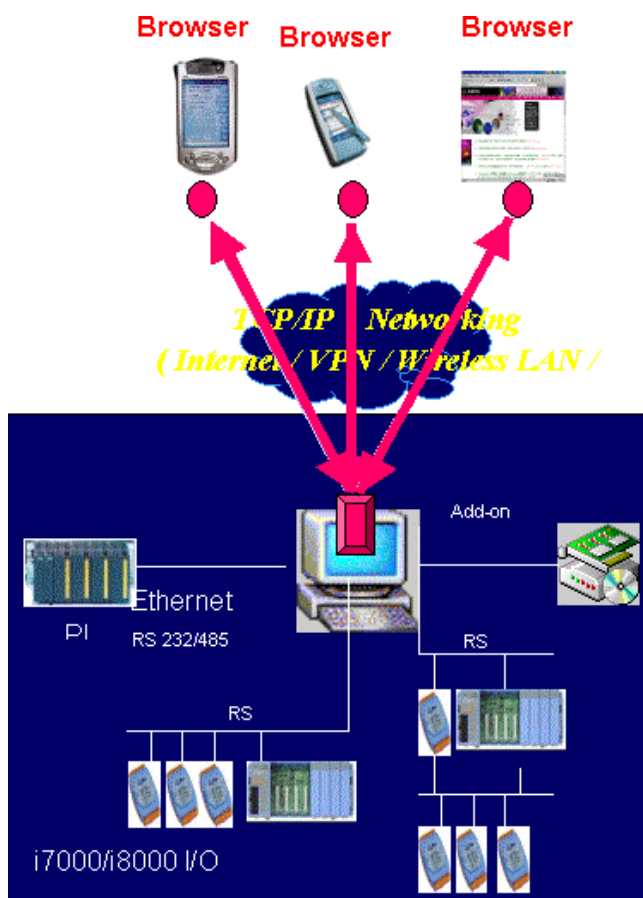 Browser
Browser
Browser
TCP/IP Networking
( Internet / VPN / Wireless LAN /
Add-on
Ethernet
PI
RS 232/485
RS
RS
i7000/i8000 I/O